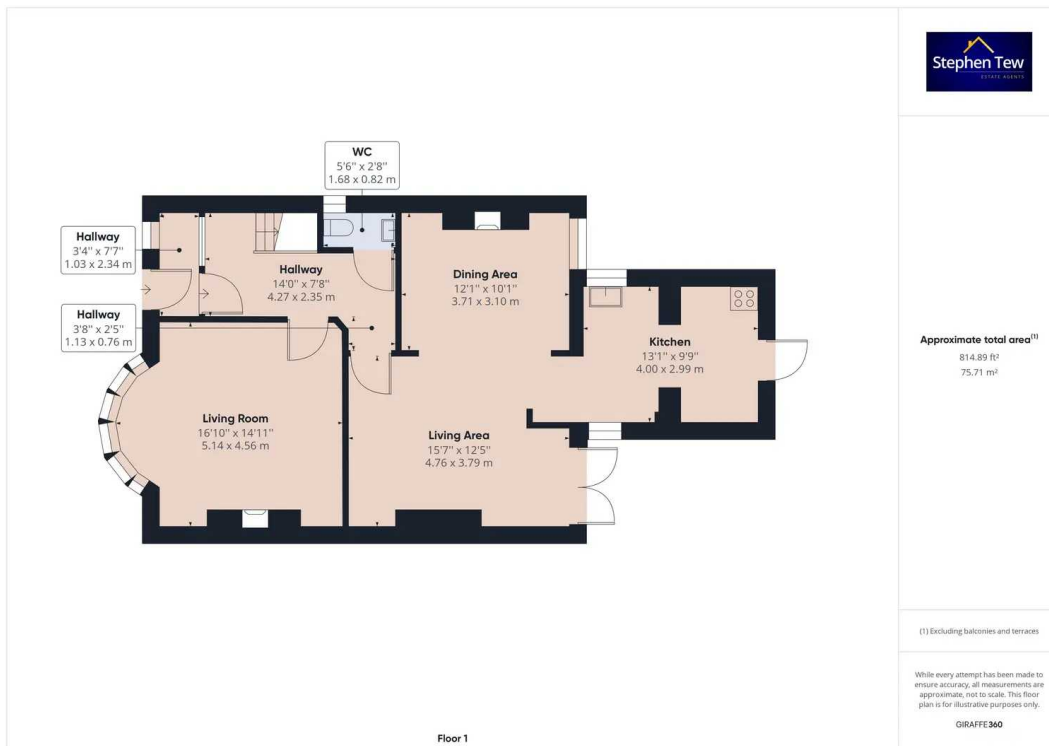 Stephen Tew
ESTATE AGENTS
WC
5'6" x 2'8"
1.68 x 0.82 m
Hallway
3'4" x 7'7"
1.03 x 2.34 m
Hallway
14'0" x 7'8"
4.27 x 2.35 m
Dining Area
12'1" x 10'1"
3.71 x 3.10 m
Hallway
3'8" x 2'5"
1.13 x 0.76 m
Kitchen
13'1" x 9'9"
4.00 x 2.99 m
Living Room
16'10" x 14'11"
5.14 x 4.56 m
Living Area
15'7" x 12'5"
4.76 x 3.79 m
Floor 1
Approximate total area(1)
814.89 ft²
75.71 m²
(1) Excluding balconies and terraces
While every attempt has been made to
ensure accuracy, all measurements are
approximate, not to scale. This floor
plan is for illustrative purposes only.
GIRAFFE360